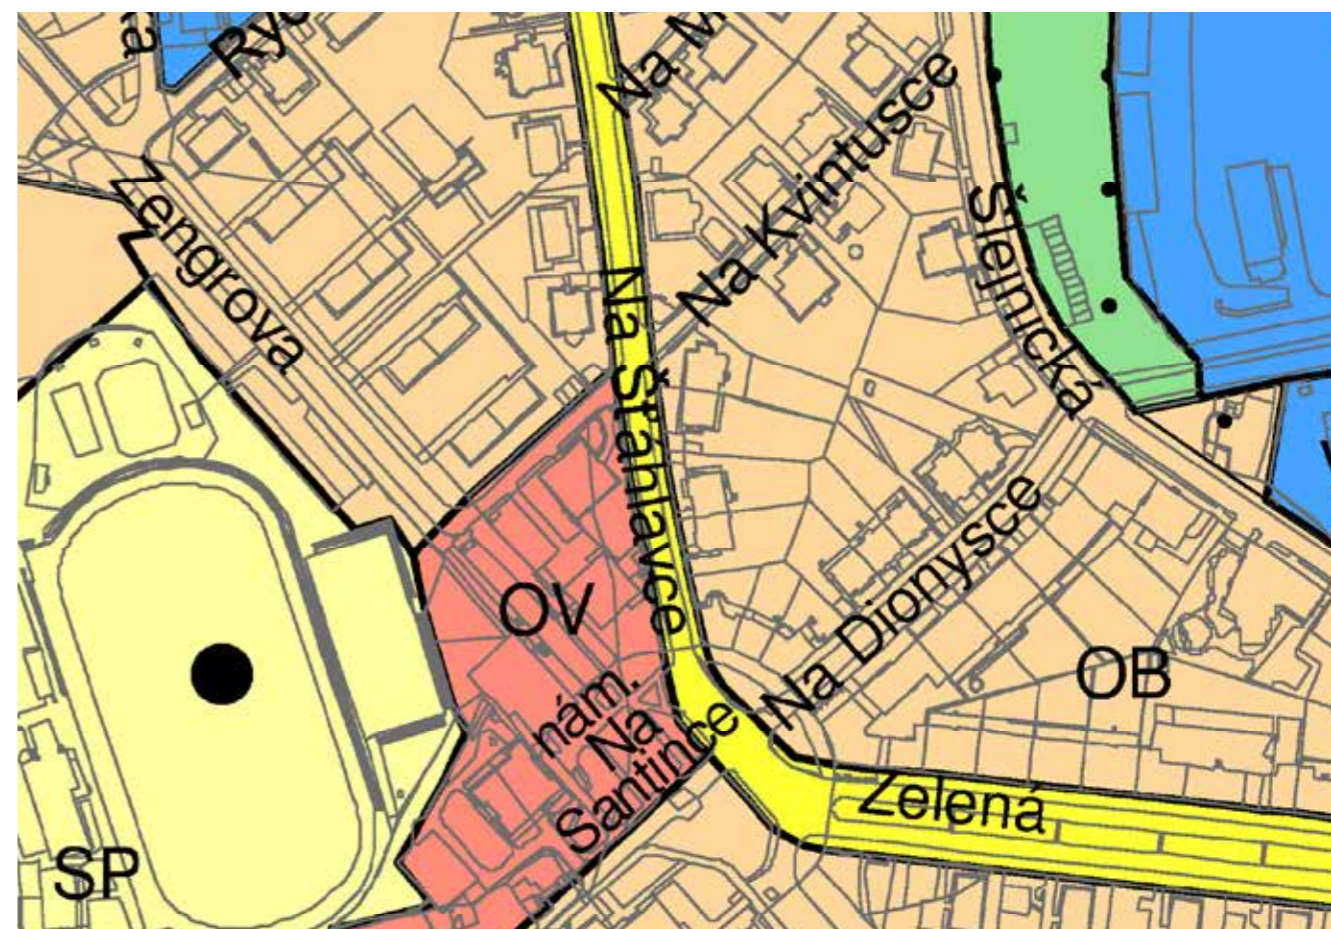 Na Kvintusce
Zengrova
Šlejnická
Na Šťáhlavce
Na Dionysce
OV
nám.
Na
Santince
OB
Zelená
SP